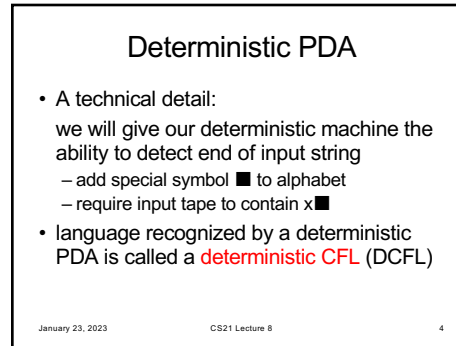 Deterministic PDA
• A technical detail:
we will give our deterministic machine the
ability to detect end of input string
– add special symbol ■ to alphabet
– require input tape to contain x■
• language recognized by a deterministic
PDA is called a deterministic CFL (DCFL)
January 23, 2023 CS21 Lecture 8 4